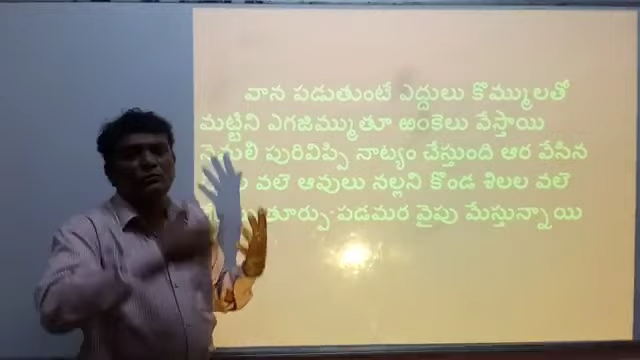 వాన పడుతుంటే ఎద్దులు కొమ్ములతో
మట్టిని ఎగజిమ్ముతూ ఱంకెలు వేస్తాయి
నెమలి పురివిప్పి నాట్యం చేస్తుంది ఆర వేసిన
వలె ఆవులు నల్లని కొండ శిలల వలె
తూర్పు-పడమర వైపు మేస్తున్నాయి